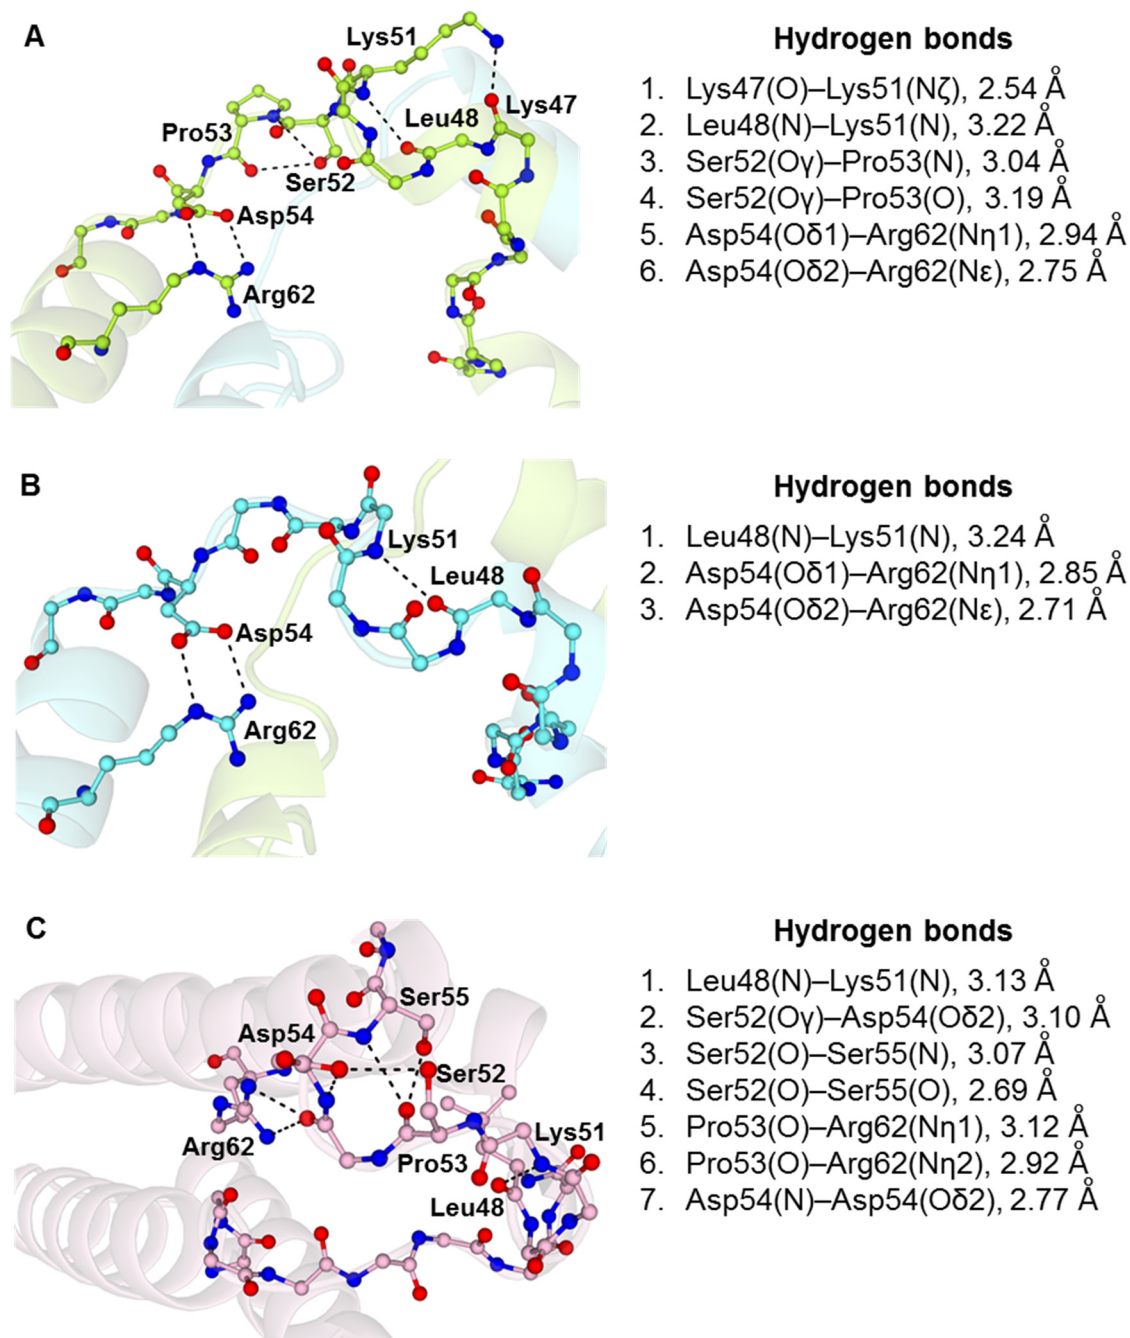 A
Lys51
Lys47
Leu48
Pro53
Ser52
Asp54
Arg62
Hydrogen bonds
1. Lys47(O)–Lys51(Nζ), 2.54 Å
2. Leu48(N)–Lys51(N), 3.22 Å
3. Ser52(Oγ)–Pro53(N), 3.04 Å
4. Ser52(Oγ)–Pro53(O), 3.19 Å
5. Asp54(Oδ1)–Arg62(Nη1), 2.94 Å
6. Asp54(Oδ2)–Arg62(Nε), 2.75 Å
B
Lys51
Leu48
Asp54
Arg62
Hydrogen bonds
1. Leu48(N)–Lys51(N), 3.24 Å
2. Asp54(Oδ1)–Arg62(Nη1), 2.85 Å
3. Asp54(Oδ2)–Arg62(Nε), 2.71 Å
C
Ser55
Asp54
Ser52
Arg62
Pro53
Lys51
Leu48
Hydrogen bonds
1. Leu48(N)–Lys51(N), 3.13 Å
2. Ser52(Oγ)–Asp54(Oδ2), 3.10 Å
3. Ser52(O)–Ser55(N), 3.07 Å
4. Ser52(O)–Ser55(O), 2.69 Å
5. Pro53(O)–Arg62(Nη1), 3.12 Å
6. Pro53(O)–Arg62(Nη2), 2.92 Å
7. Asp54(N)–Asp54(Oδ2), 2.77 Å